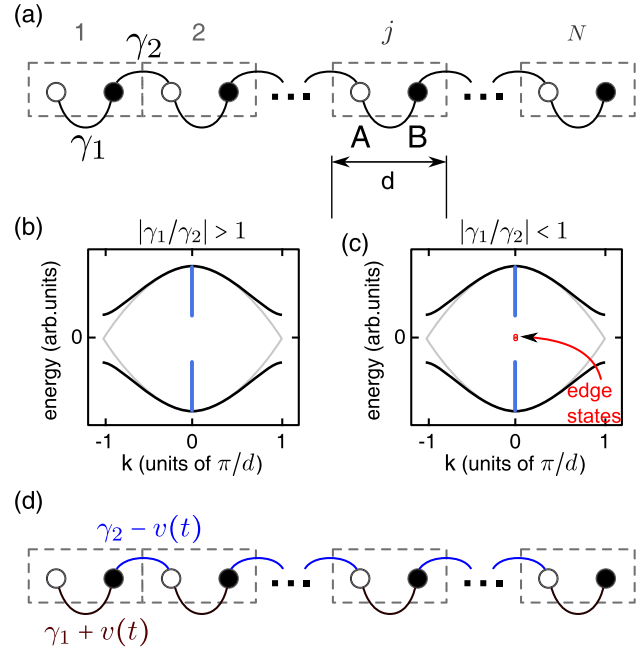 (a)
1 2 j N
γ₂
γ₁
A B
d
(b) |γ₁/γ₂| > 1
energy (arb.units)
0
-1 0 1
k (units of π/d)
(c) |γ₁/γ₂| < 1
energy (arb.units)
0
edge
states
-1 0 1
k (units of π/d)
(d)
γ₂ − v(t)
γ₁ + v(t)